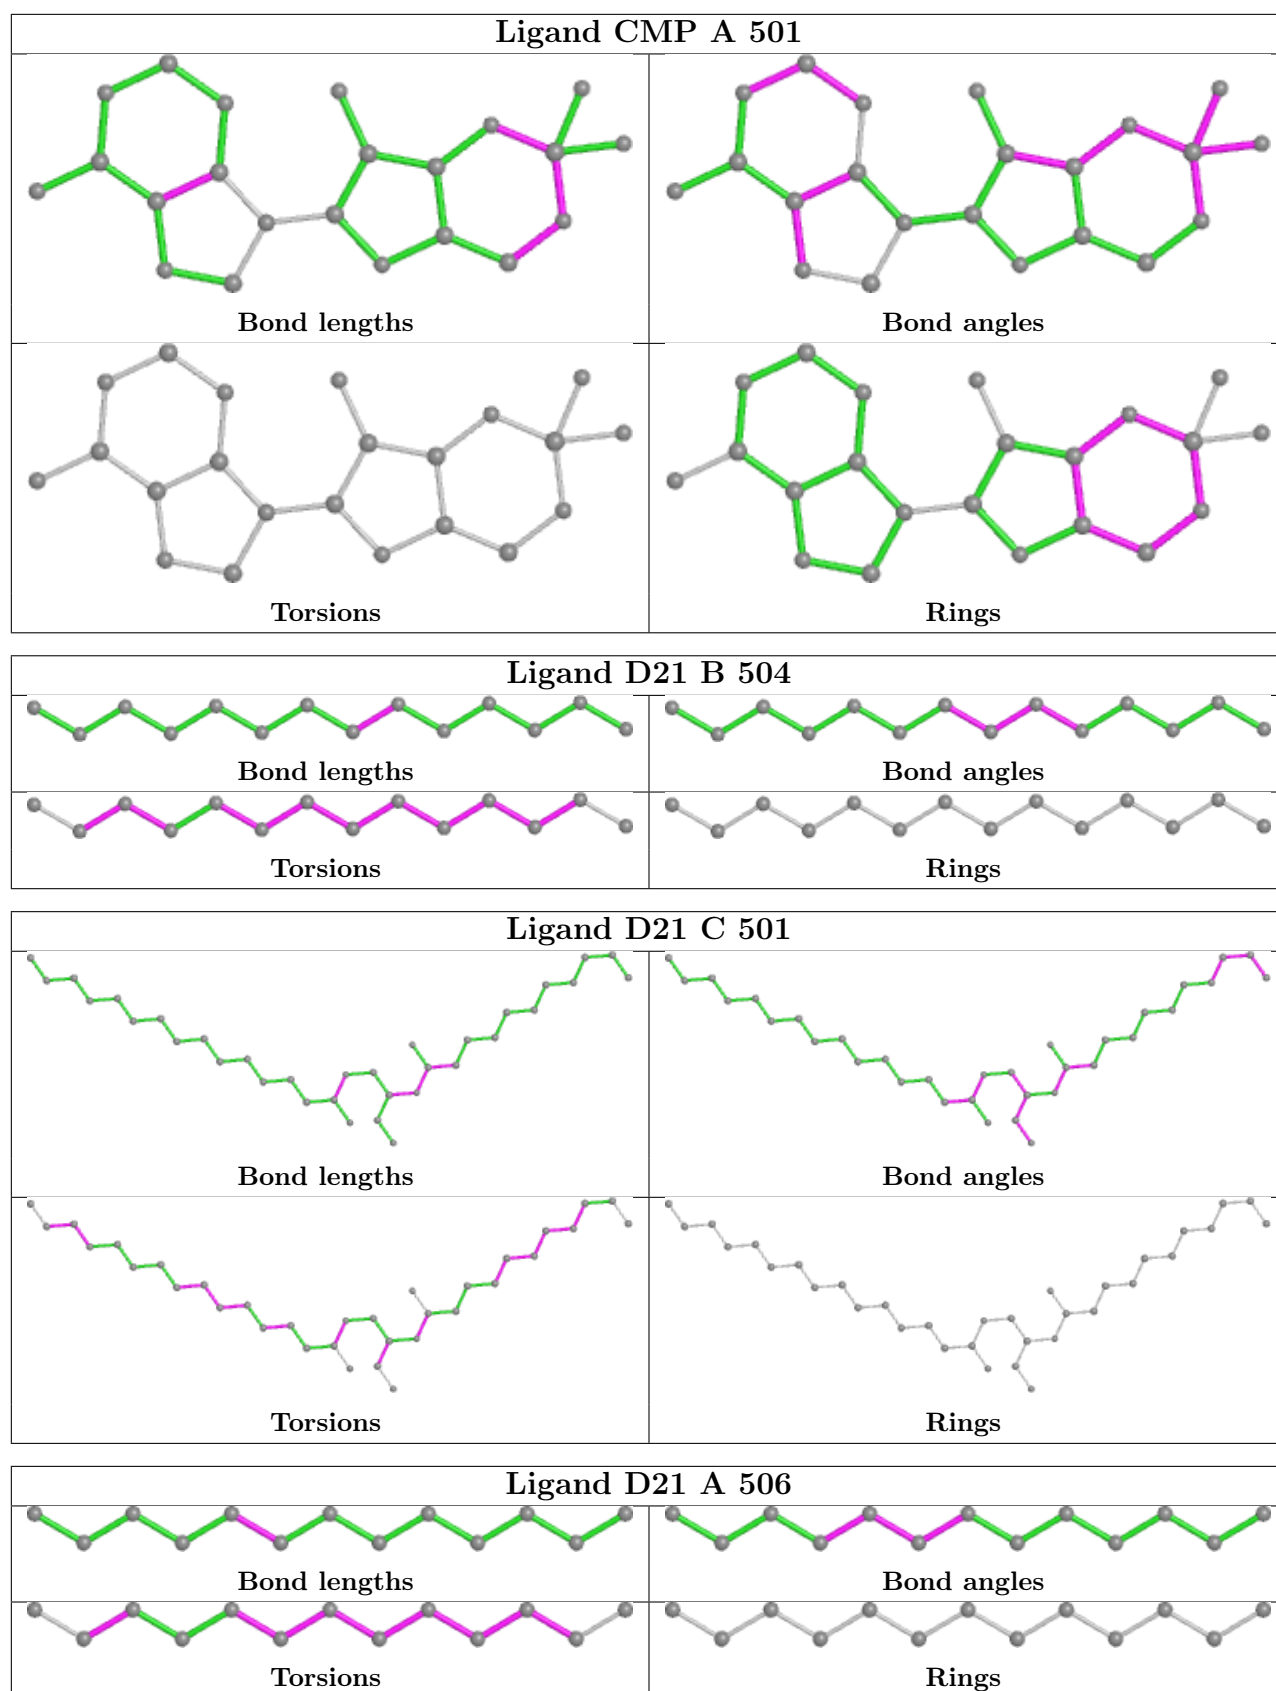 Ligand CMP A 501
Bond lengths
Bond angles
Torsions
Rings
Ligand D21 B 504
Bond lengths
Bond angles
Torsions
Rings
Ligand D21 C 501
Bond lengths
Bond angles
Torsions
Rings
Ligand D21 A 506
Bond lengths
Bond angles
Torsions
Rings